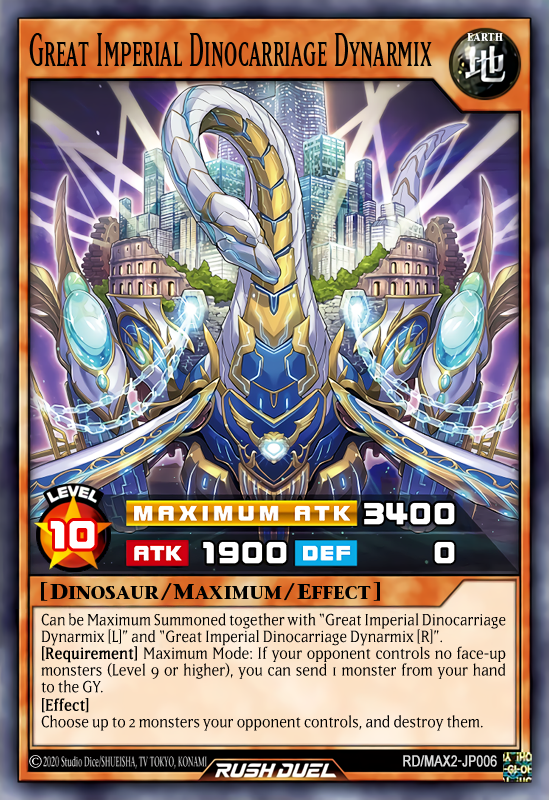 Great Imperial Dinocarriage Dynarmix
EARTH
地
LEVEL
10
MAXIMUM ATK 3400
ATK 1900 DEF 0
[Dinosaur/Maximum/Effect]
Can be Maximum Summoned together with "Great Imperial Dinocarriage
Dynarmix [L]" and "Great Imperial Dinocarriage Dynarmix [R]".
[Requirement] Maximum Mode: If your opponent controls no face-up
monsters (Level 9 or higher), you can send 1 monster from your hand
to the GY.
[Effect]
Choose up to 2 monsters your opponent controls, and destroy them.
©2020 Studio Dice/SHUEISHA, TV TOKYO, KONAMI
RUSH DUEL
RD/MAX2-JP006